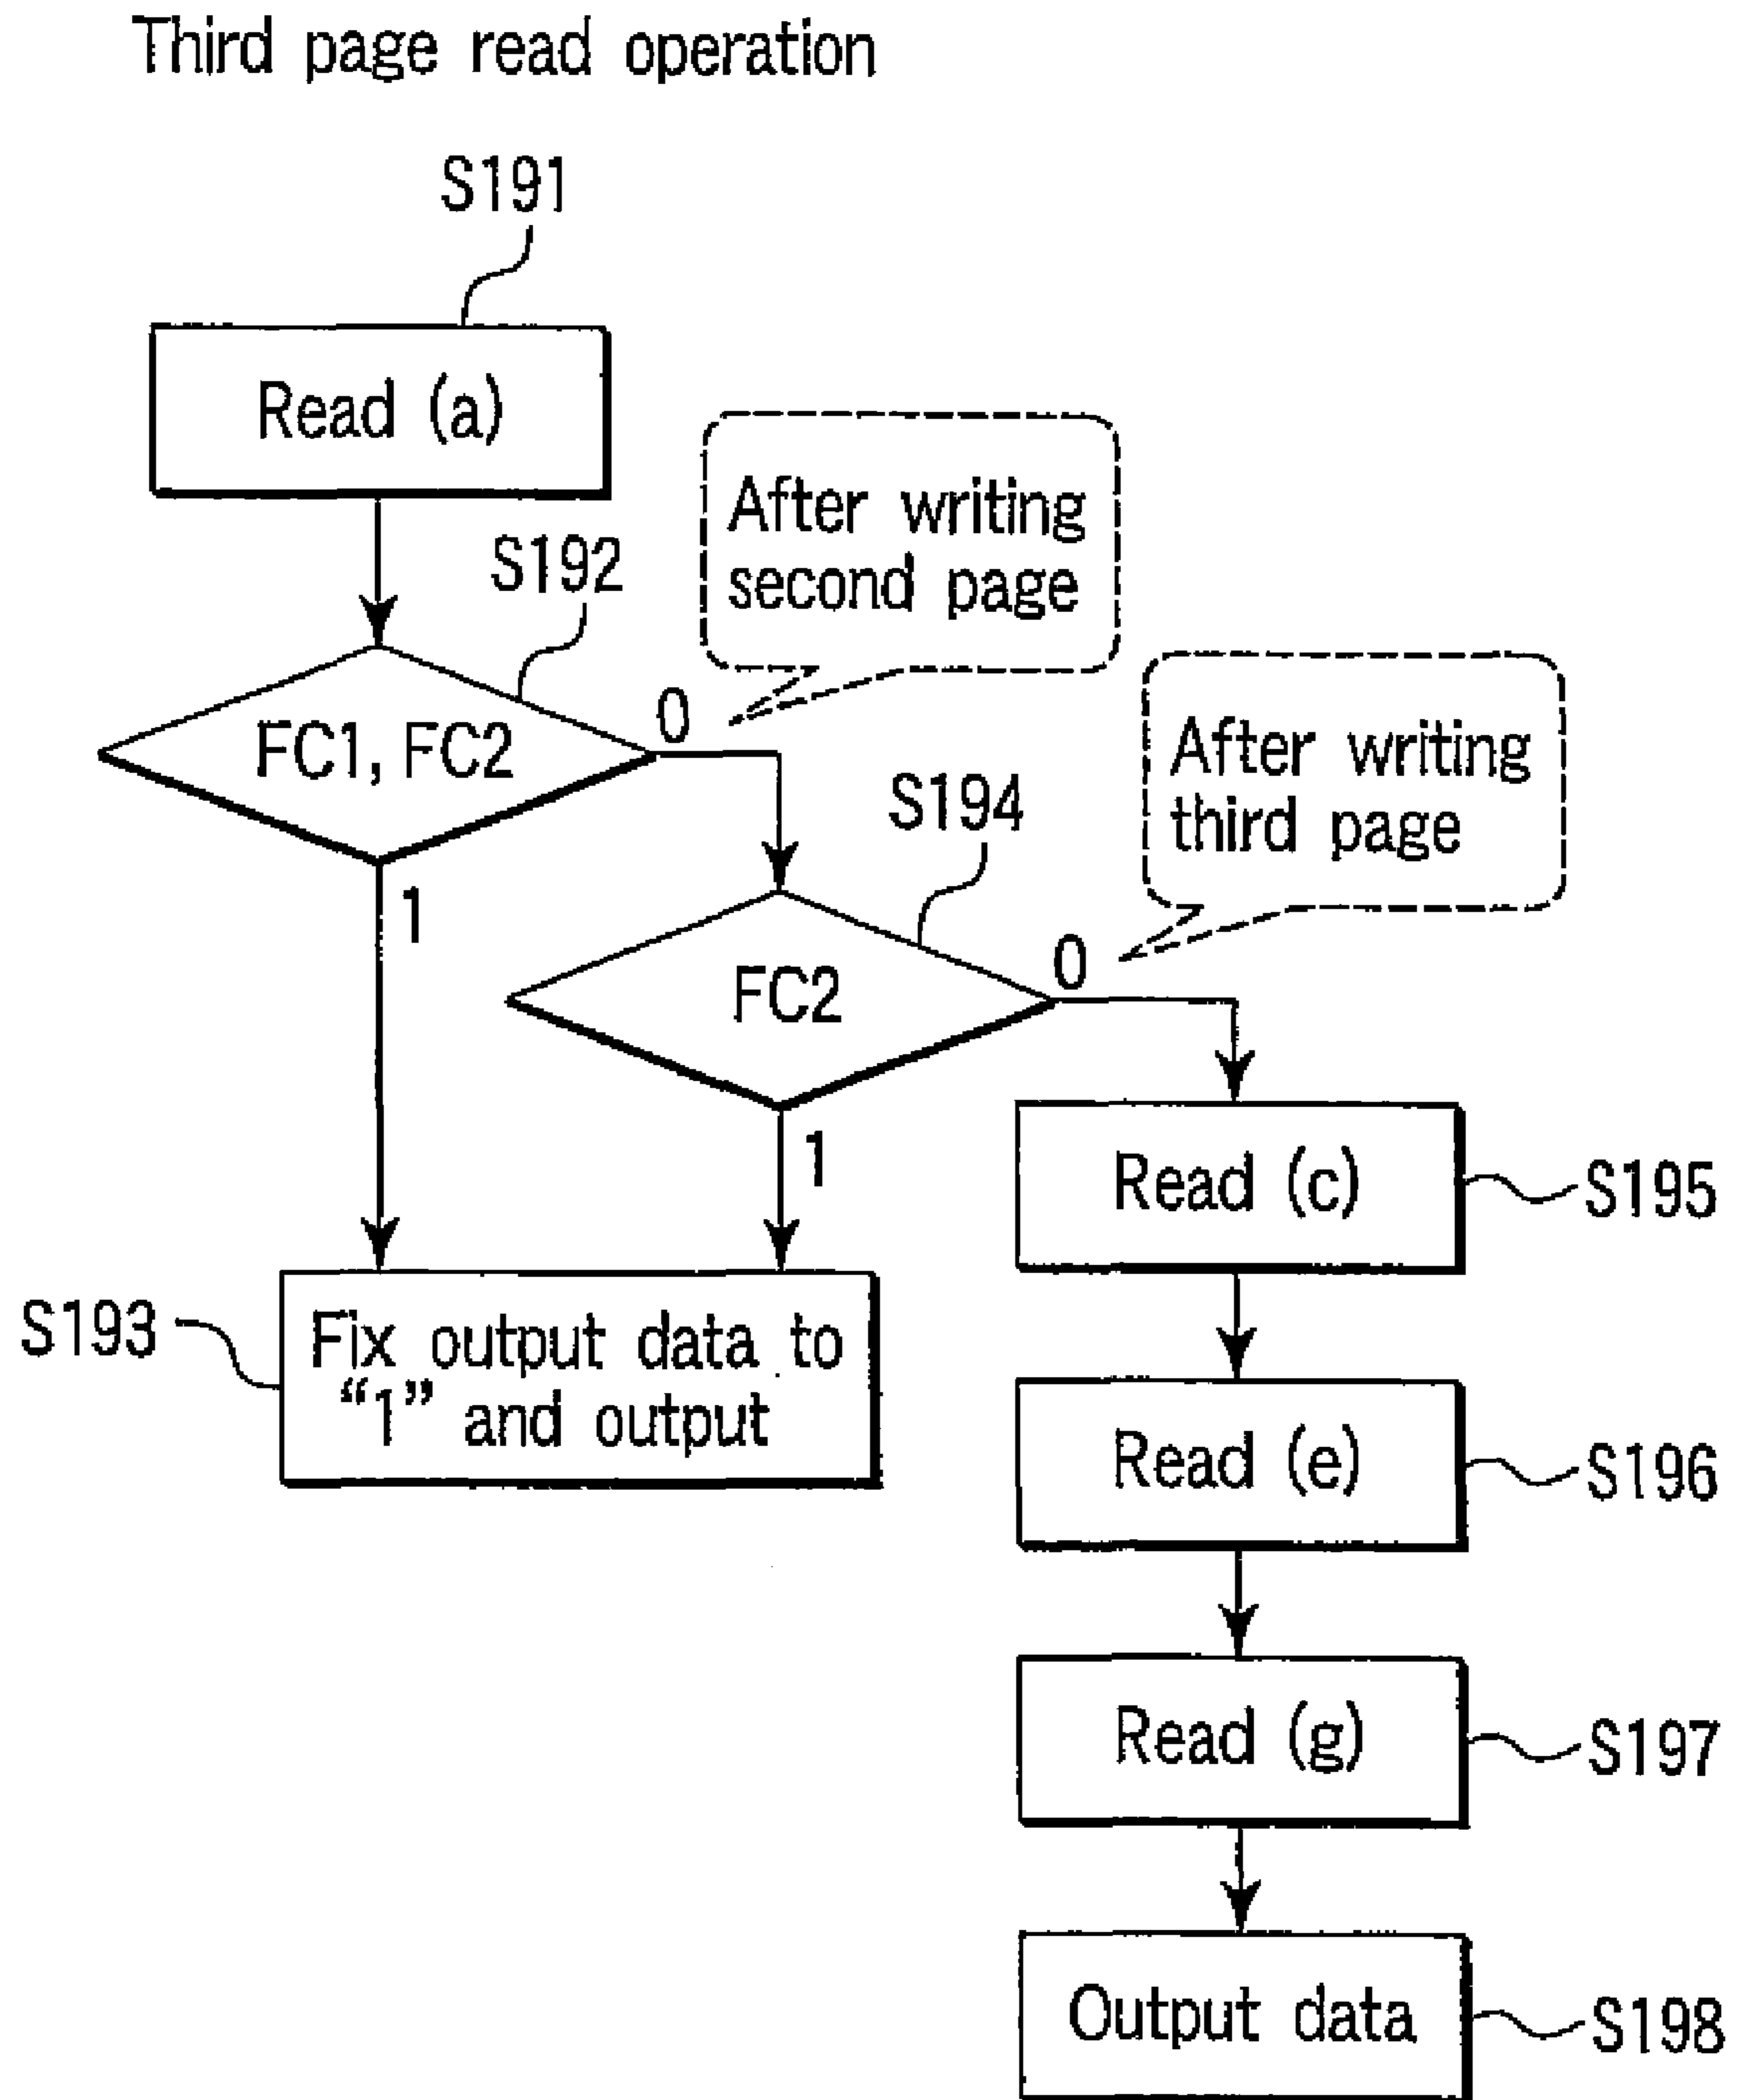 Third page read operation
S191
Read (a)
After writing
second page
S192
0
FC1, FC2
1
After writing
third page
S194
0
FC2
1
Read (c)
S195
S193
Fix output data to
“1” and output
Read (e)
S196
Read (g)
S197
Output data
S198